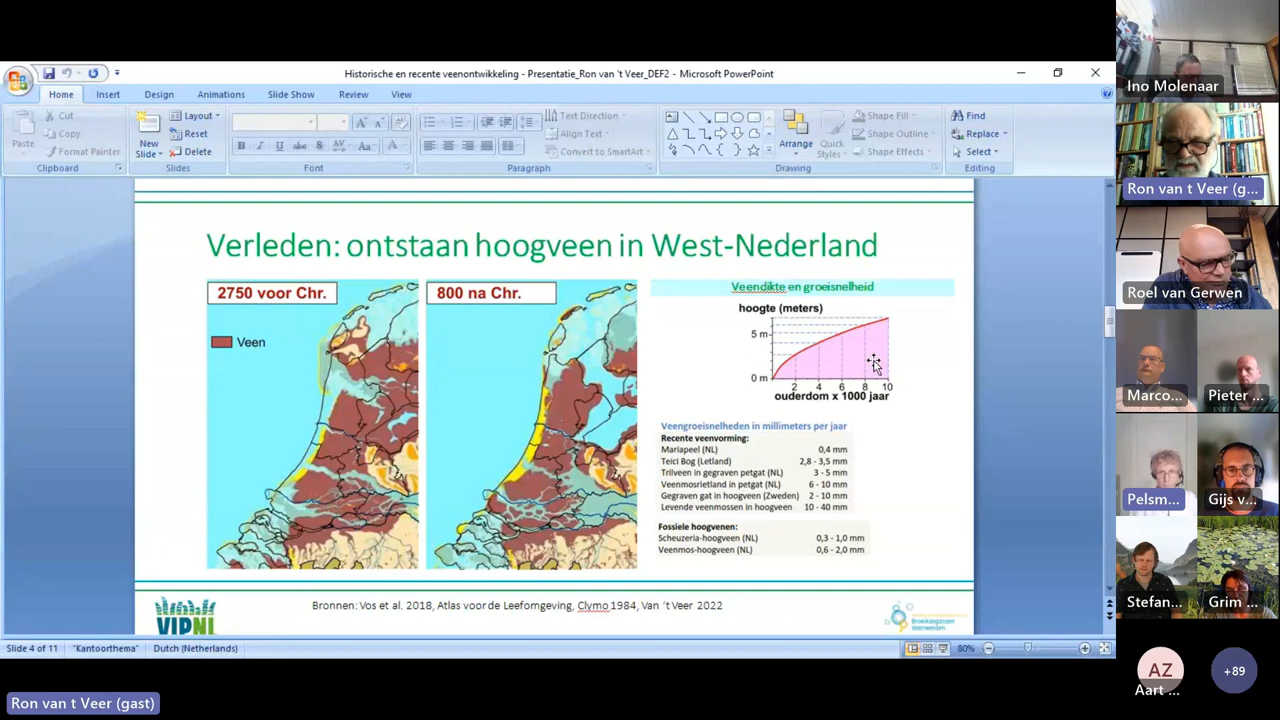 Historische en recente veenontwikkeling - Presentatie_Ron van 't Veer_DEF2 - Microsoft PowerPoint
Home Insert Design Animations Slide Show Review View
Paste
Cut
Copy
Format Painter
Clipboard
New Slide
Layout
Reset
Delete
Slides
Font
Text Direction
Align Text
Convert to SmartArt
Paragraph
Arrange
Quick Styles
Shape Fill
Shape Outline
Shape Effects
Drawing
Find
Replace
Select
Editing
Verleden: ontstaan hoogveen in West-Nederland
2750 voor Chr.
Veen
800 na Chr.
Veendikte en groeisnelheid
hoogte (meters)
5 m
0 m
2 4 6 8 10
ouderdom x 1000 jaar
Veengroeisnelheden in millimeters per jaar
Recente veenvorming:
Mariapeel (NL) 0,4 mm
Teici Bog (Letland) 2,8 - 3,5 mm
Trilveen in gegraven petgat (NL) 3 - 5 mm
Veenmosrietland in petgat (NL) 6 - 10 mm
Gegraven gat in hoogveen (Zweden) 2 - 10 mm
Levende veenmossen in hoogveen 10 - 40 mm
Fossiele hoogvenen:
Scheuzeria-hoogveen (NL) 0,3 - 1,0 mm
Veenmos-hoogveen (NL) 0,6 - 2,0 mm
Bronnen: Vos et al. 2018, Atlas voor de Leefomgeving, Clymo 1984, Van 't Veer 2022
VIPNL
Broeikasgassen
Veenweiden
Slide 4 of 11 "Kantoorthema" Dutch (Netherlands) 80%
Ron van t Veer (gast)
Ino Molenaar
Ron van t Veer (g...
Roel van Gerwen
Marco... Pieter ...
Pelsm... Gijs v...
Stefan... Grim ...
AZ +89
Aart ...